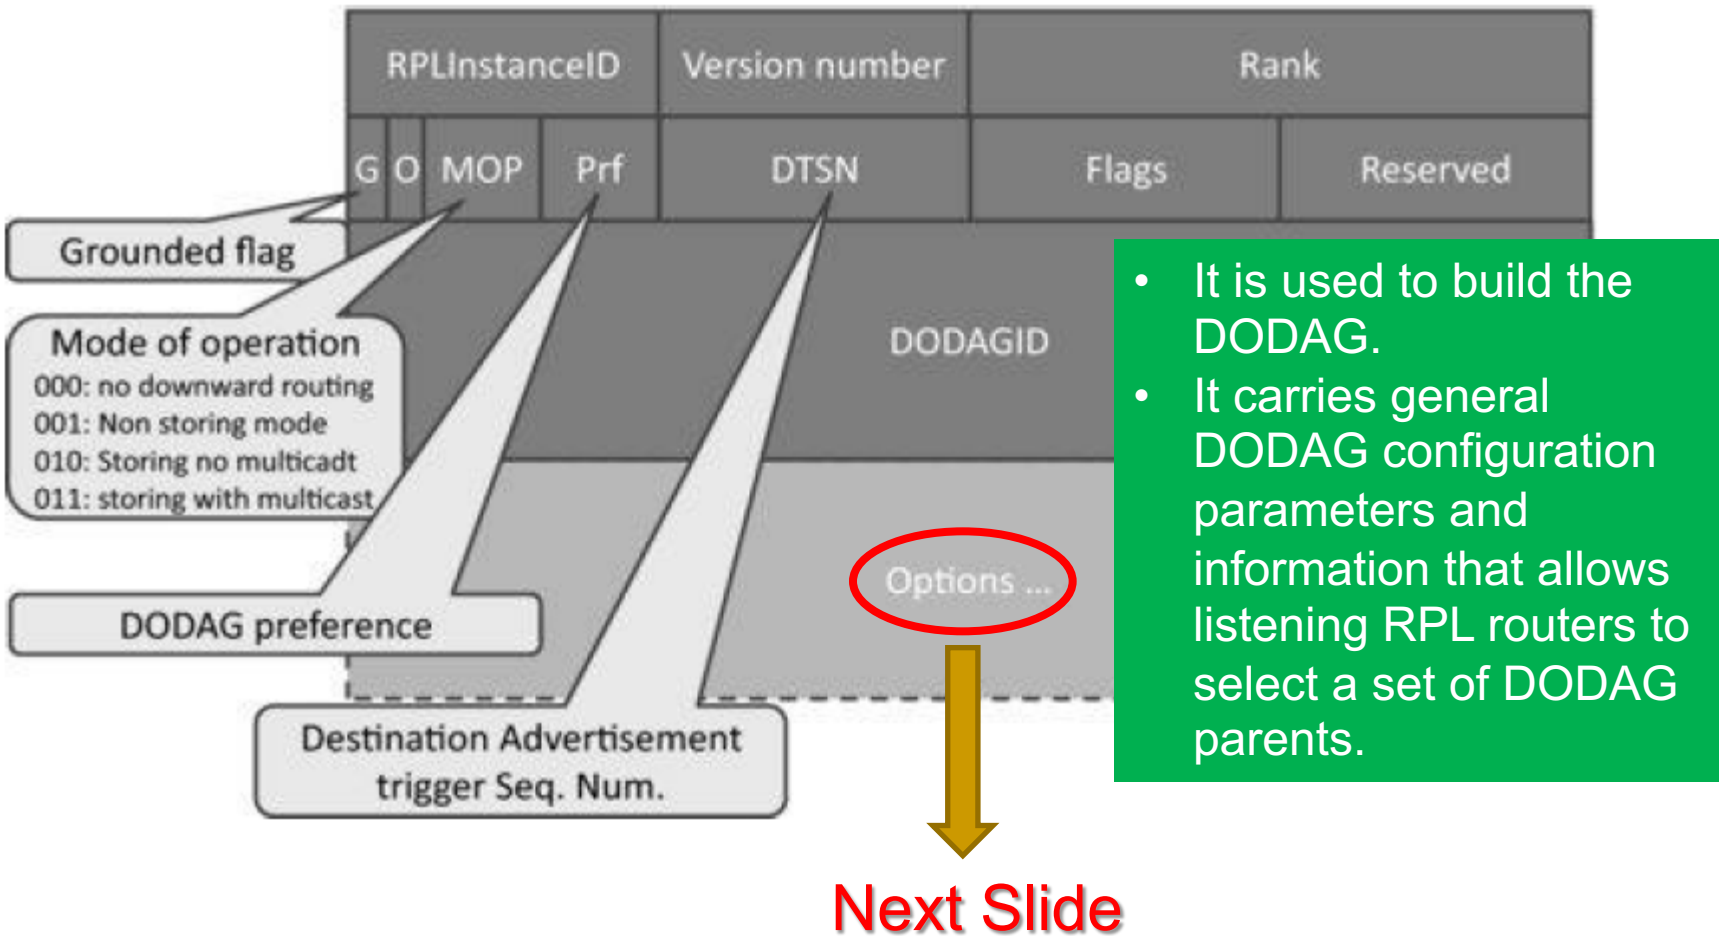 RPLInstanceID Version number Rank
G O MOP Prf DTSN Flags Reserved
Grounded flag
Mode of operation
000: no downward routing
001: Non storing mode
010: Storing no multicadt
011: storing with multicast
DODAGID
Options ...
DODAG preference
Destination Advertisement
trigger Seq. Num.
• It is used to build the
DODAG.
• It carries general
DODAG configuration
parameters and
information that allows
listening RPL routers to
select a set of DODAG
parents.
Next Slide